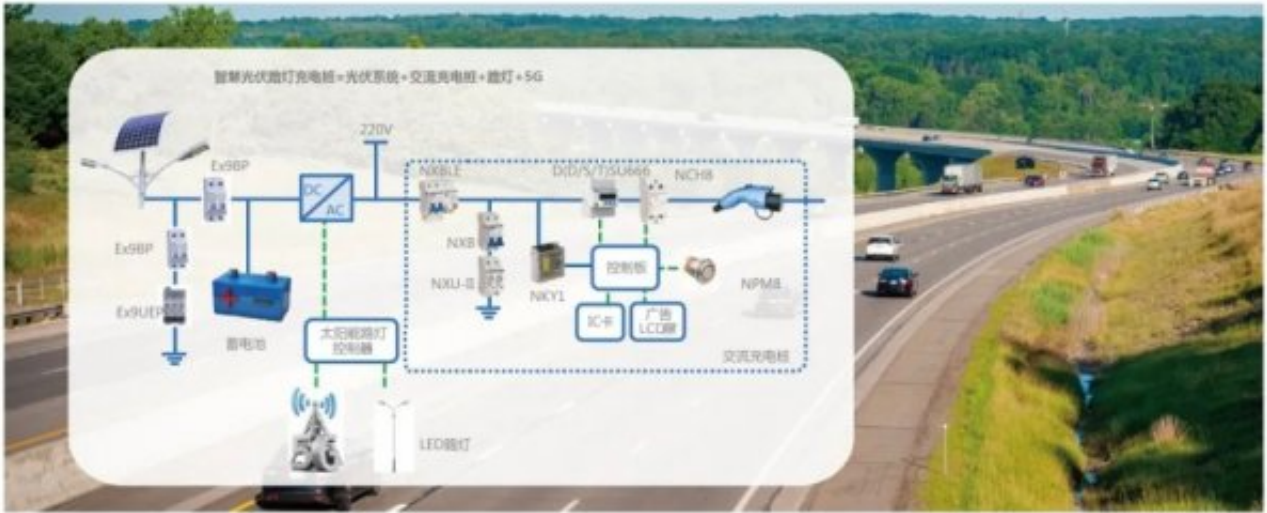 智慧光伏路灯充电桩=光伏系统+交流充电桩+路灯+5G
220V
Ex9BP
DC
AC
NXBLE
D(D/S/T)SU666
NCH8
Ex9BP
NXB
Ex9UEP
蓄电池
NXU-II
NKY1
控制板
NPM8
IC卡
广告
LCD屏
太阳能路灯
控制器
交流充电桩
LED路灯